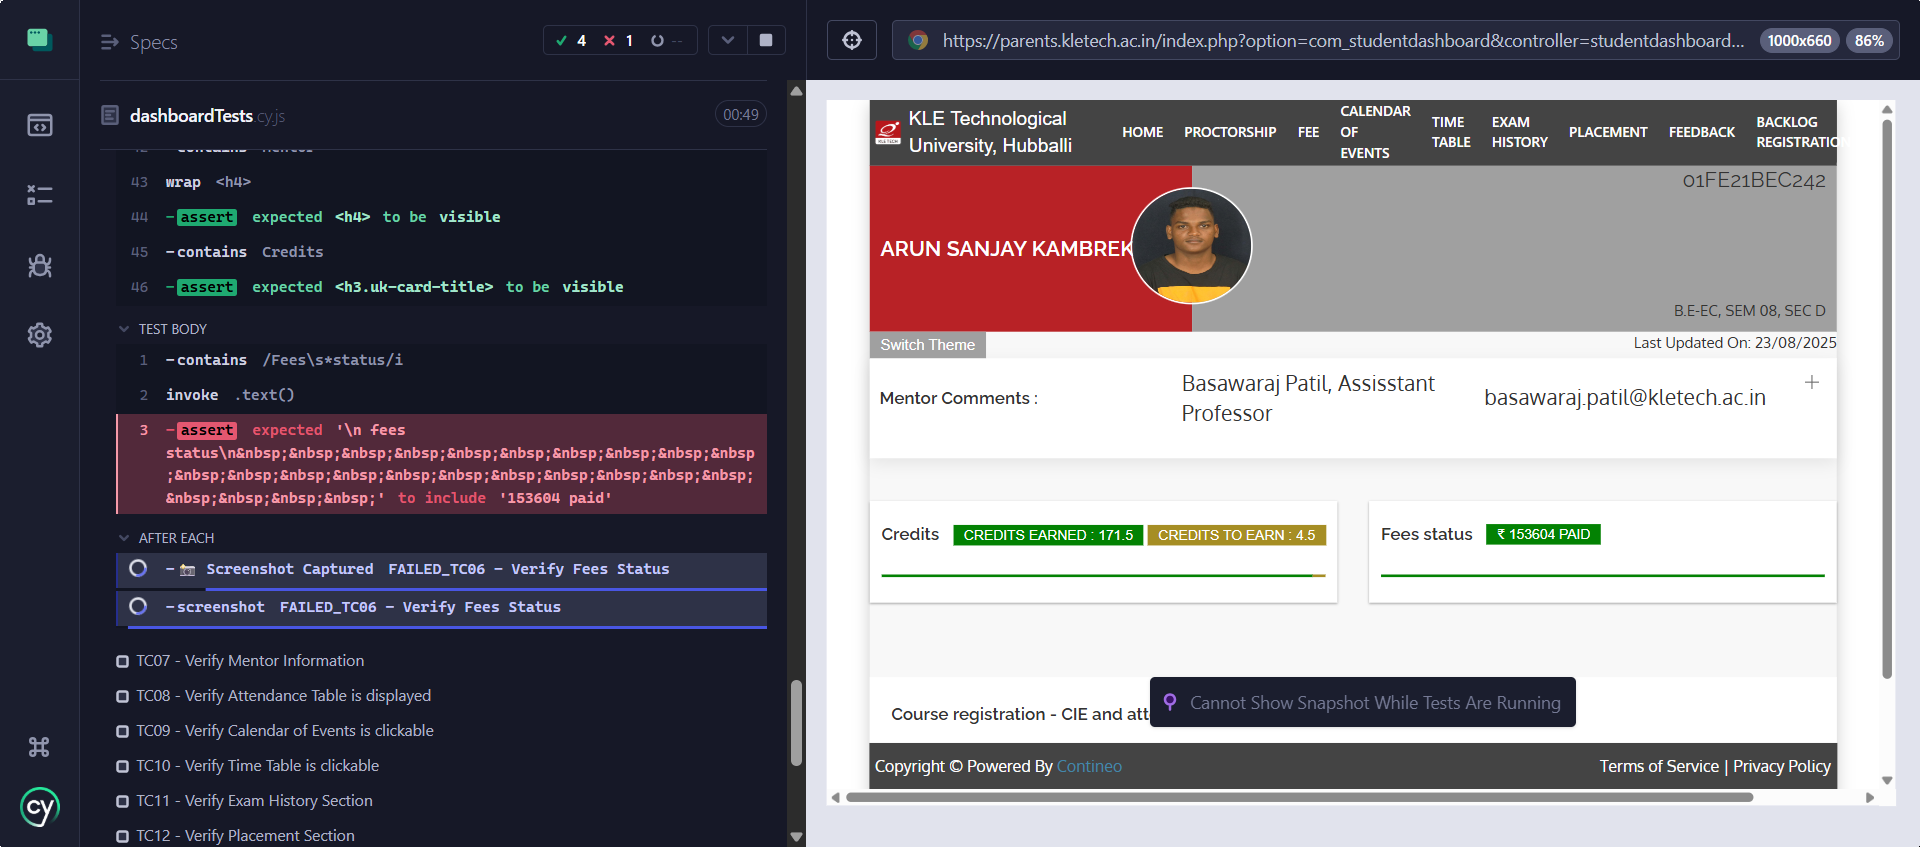 Specs
4 1 --
dashboardTests.cy.js 00:49
43 wrap <h4>
44 -assert expected <h4> to be visible
45 -contains Credits
46 -assert expected <h3.uk-card-title> to be visible
TEST BODY
1 -contains /Fees\s*status/i
2 invoke .text()
3 -assert expected '\n fees
status\n&nbsp;&nbsp;&nbsp;&nbsp;&nbsp;&nbsp;&nbsp;&nbsp;&nbsp;&nbsp
;&nbsp;&nbsp;&nbsp;&nbsp;&nbsp;&nbsp;&nbsp;&nbsp;&nbsp;&nbsp;&nbsp;
&nbsp;&nbsp;&nbsp;&nbsp;' to include '153604 paid'
AFTER EACH
- Screenshot Captured FAILED_TC06 - Verify Fees Status
-screenshot FAILED_TC06 - Verify Fees Status
TC07 - Verify Mentor Information
TC08 - Verify Attendance Table is displayed
TC09 - Verify Calendar of Events is clickable
TC10 - Verify Time Table is clickable
TC11 - Verify Exam History Section
TC12 - Verify Placement Section
cy
https://parents.kletech.ac.in/index.php?option=com_studentdashboard&controller=studentdashboard... 1000x660 86%
KLE TECH
KLE Technological
University, Hubballi
HOME
PROCTORSHIP
FEE
CALENDAR
OF
EVENTS
TIME
TABLE
EXAM
HISTORY
PLACEMENT
FEEDBACK
BACKLOG
REGISTRATION
01FE21BEC242
ARUN SANJAY KAMBREK
B.E-EC, SEM 08, SEC D
Switch Theme
Last Updated On: 23/08/2025
Mentor Comments :
Basawaraj Patil, Assisstant
Professor
basawaraj.patil@kletech.ac.in
+
Credits CREDITS EARNED : 171.5 CREDITS TO EARN : 4.5
Fees status ₹ 153604 PAID
Cannot Show Snapshot While Tests Are Running
Course registration - CIE and att
Copyright © Powered By Contineo
Terms of Service | Privacy Policy